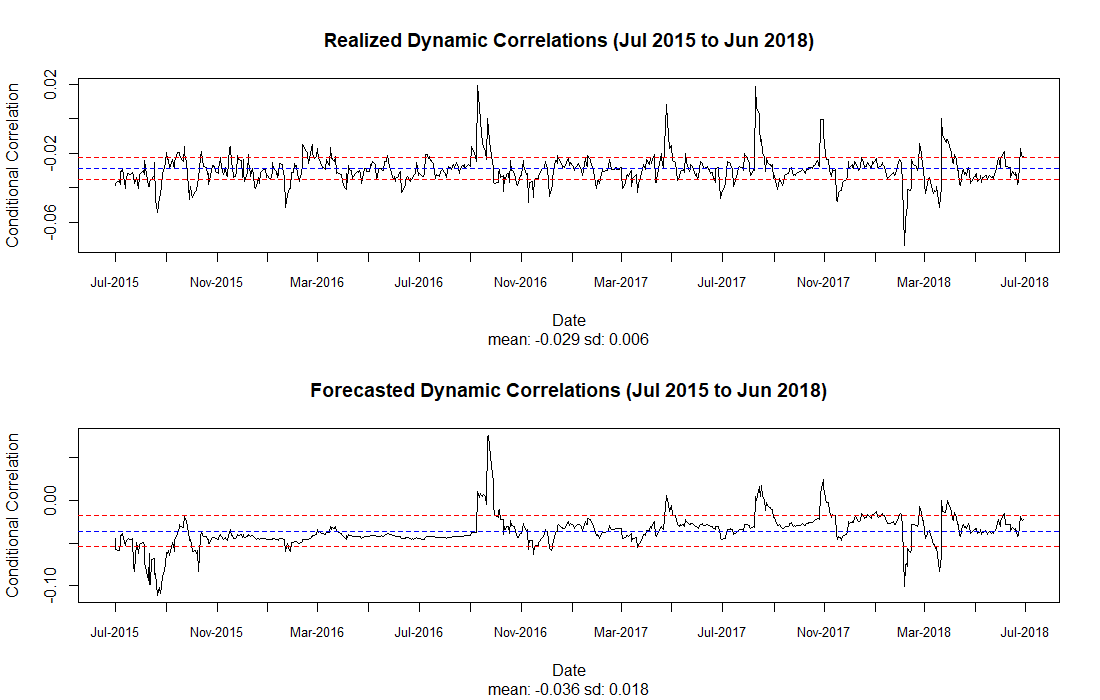 Realized Dynamic Correlations (Jul 2015 to Jun 2018)
Conditional Correlation
0.02
-0.02
-0.06
Jul-2015 Nov-2015 Mar-2016 Jul-2016 Nov-2016 Mar-2017 Jul-2017 Nov-2017 Mar-2018 Jul-2018
Date
mean: -0.029 sd: 0.006
Forecasted Dynamic Correlations (Jul 2015 to Jun 2018)
Conditional Correlation
0.00
-0.10
Jul-2015 Nov-2015 Mar-2016 Jul-2016 Nov-2016 Mar-2017 Jul-2017 Nov-2017 Mar-2018 Jul-2018
Date
mean: -0.036 sd: 0.018